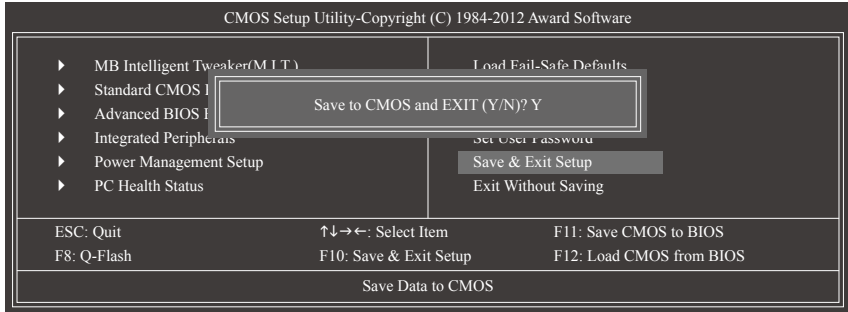 CMOS Setup Utility-Copyright (C) 1984-2012 Award Software
MB Intelligent Tweaker(M.I.T.)
Standard CMOS
Advanced BIOS
Integrated Peripherals
Power Management Setup
PC Health Status
Load Fail-Safe Defaults
Set User Password
Save & Exit Setup
Exit Without Saving
Save to CMOS and EXIT (Y/N)? Y
ESC: Quit
↑↓→←: Select Item
F11: Save CMOS to BIOS
F8: Q-Flash
F10: Save & Exit Setup
F12: Load CMOS from BIOS
Save Data to CMOS